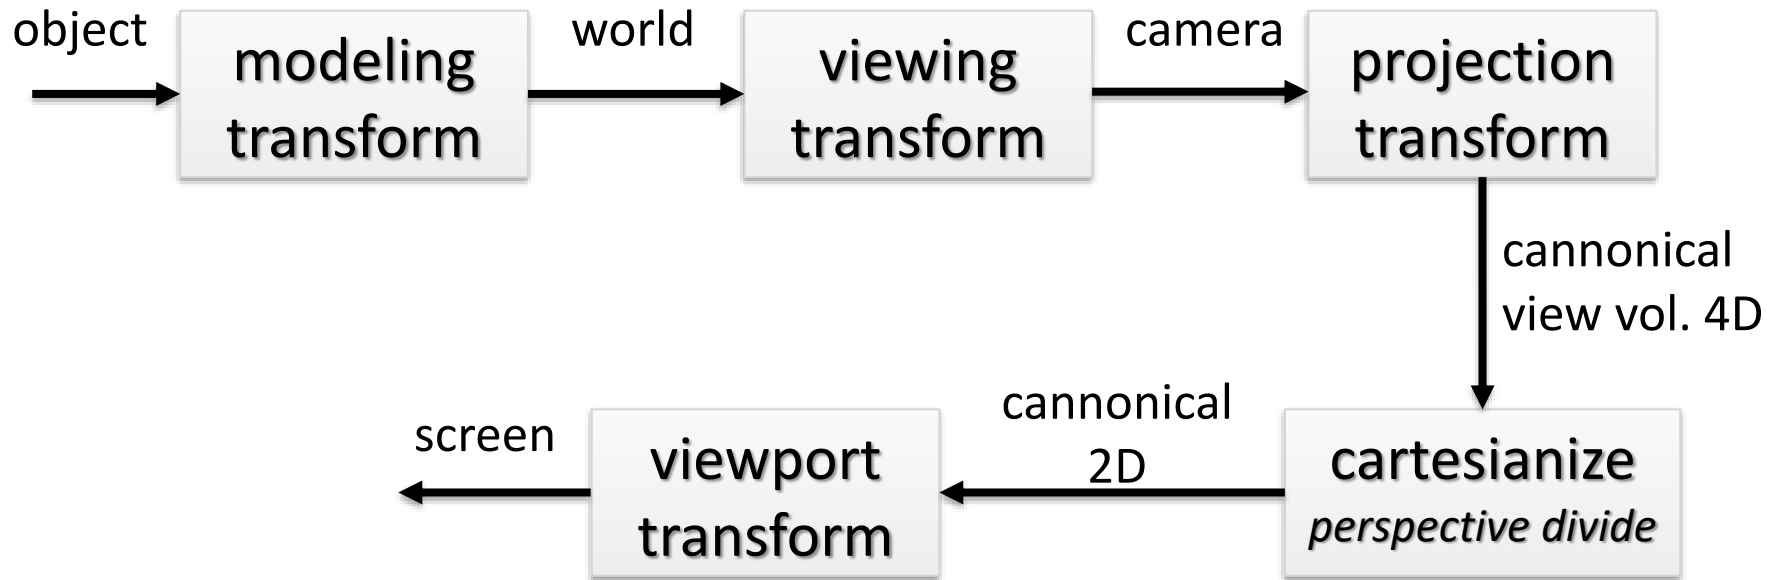 object
modeling
transform
world
viewing
transform
camera
projection
transform
cannonical
view vol. 4D
cartesianize
perspective divide
cannonical
2D
viewport
transform
screen